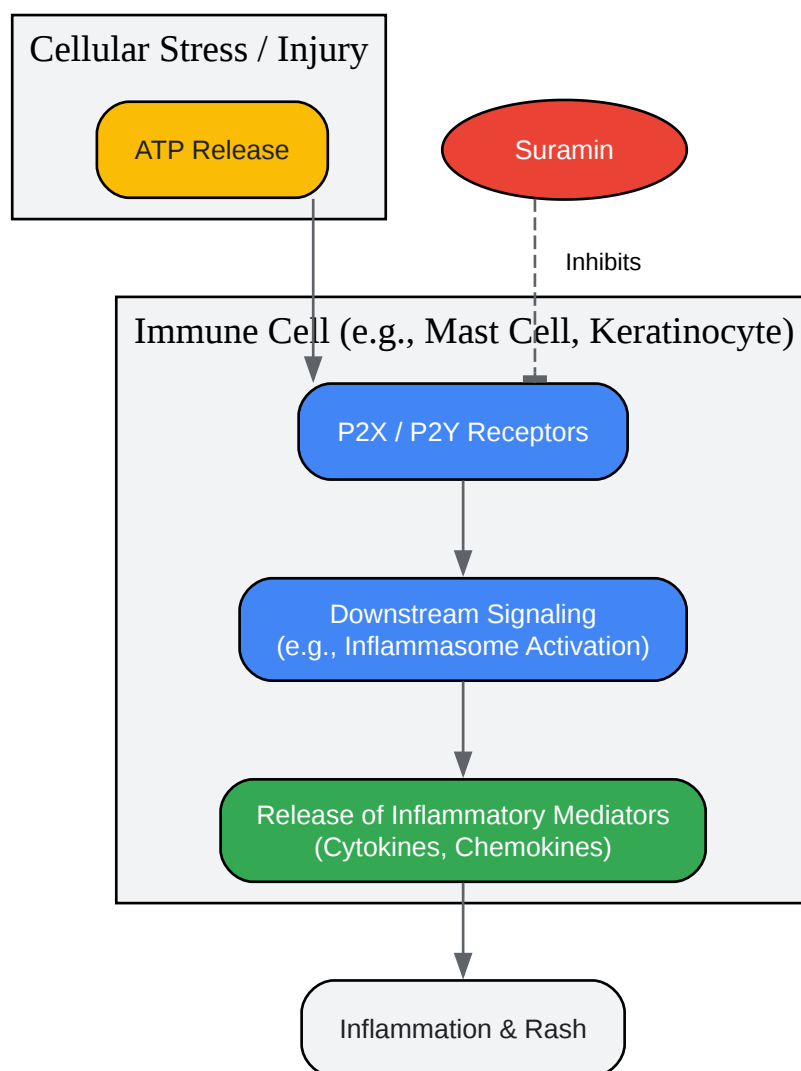 Cellular Stress / Injury
ATP Release
Suramin
Inhibits
Immune Cell (e.g., Mast Cell, Keratinocyte)
P2X / P2Y Receptors
Downstream Signaling
(e.g., Inflammasome Activation)
Release of Inflammatory Mediators
(Cytokines, Chemokines)
Inflammation & Rash